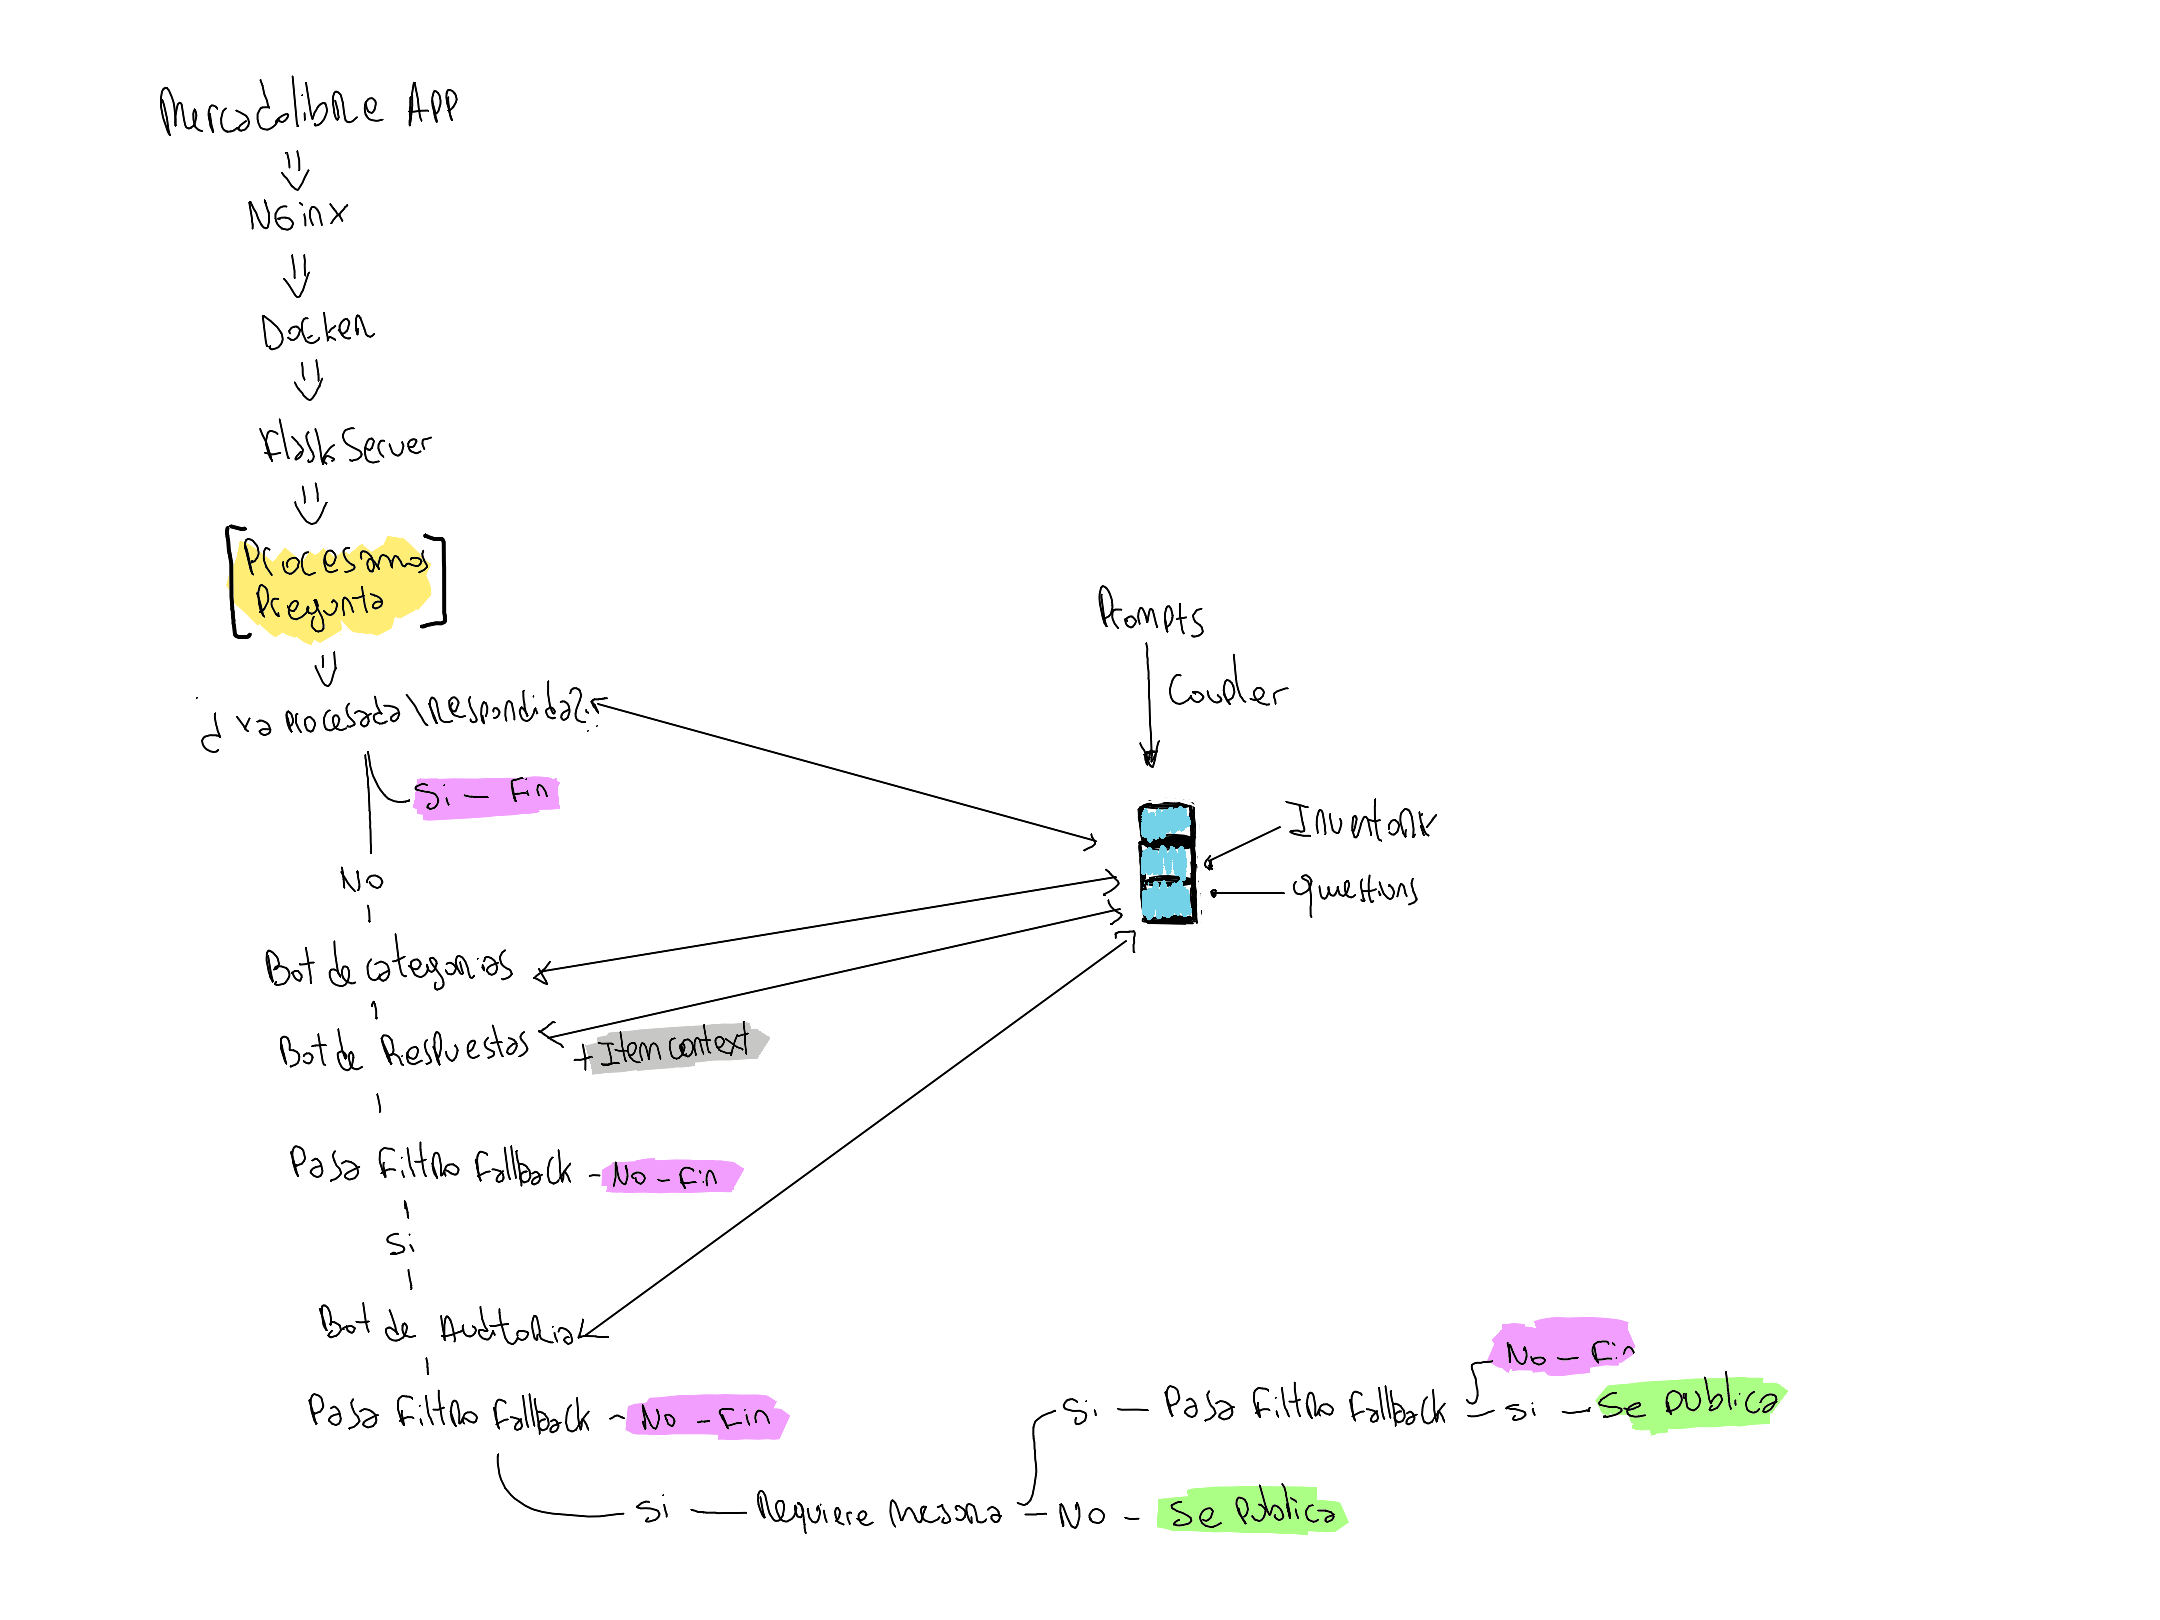 Mercadolibre APP
NGinx
Docker
Flask Server
Procesamos
Pregunta
¿ya procesada\Respondida?
Si - Fin
No
Bot de categorias
Bot de Respuestas
+ Item context
Pasa Filtro Fallback - No - Fin
Si
Bot de Auditoria
Pasa Filtro Fallback - No - Fin
Si - Requiere Mejora - No - Se publica
Si - Pasa Filtro Fallback - Si - Se publica
No - Fin
Prompts
Coupler
Inventory
questions